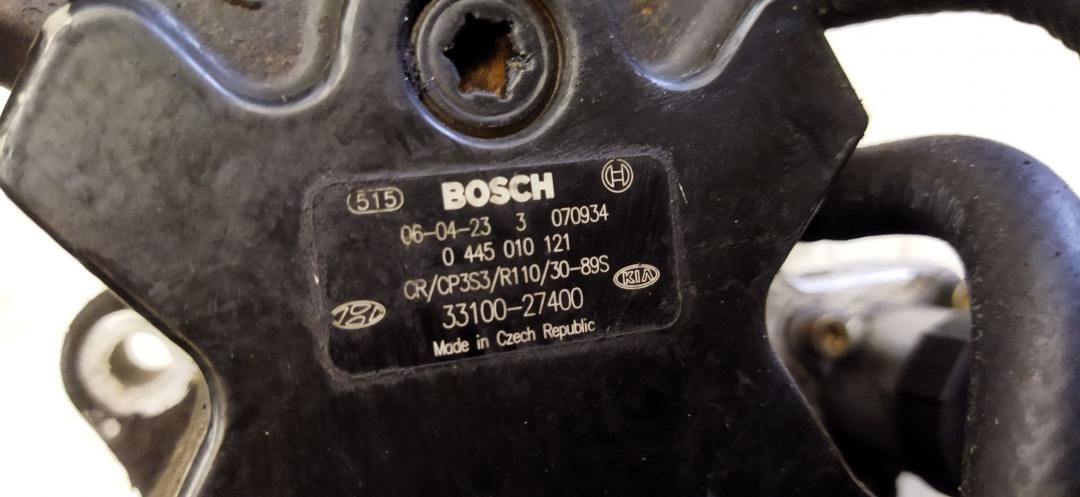 515 BOSCH H
06-04-23 3 070934
0 445 010 121
CR/CP3S3/R110/30-89S
KIA
33100-27400
Made in Czech Republic